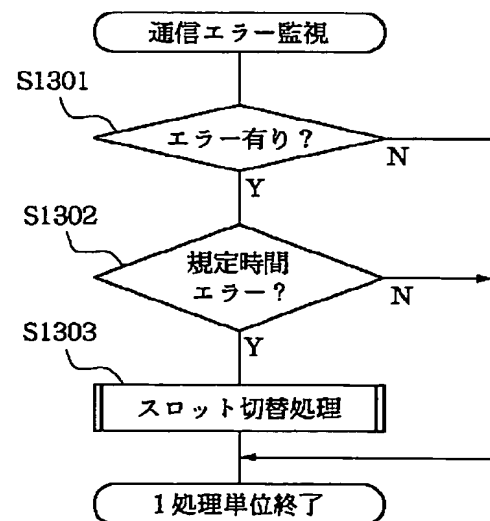 通信エラー監視
S1301
エラー有り？
N
Y
S1302
規定時間
エラー？
N
Y
S1303
スロット切替処理
1処理単位終了